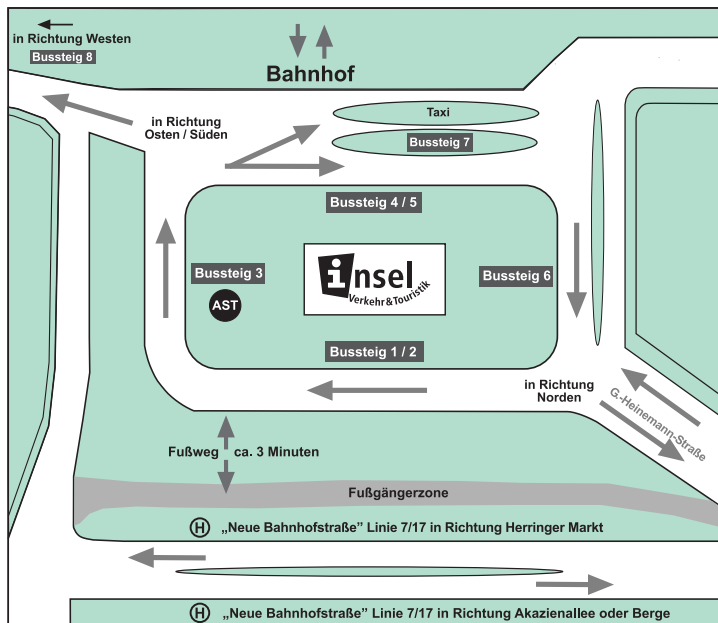 in Richtung Westen
Bussteig 8
Bahnhof
in Richtung
Osten / Süden
Taxi
Bussteig 7
Bussteig 4 / 5
Bussteig 3
AST
insel
Verkehr&Touristik
Bussteig 6
Bussteig 1 / 2
in Richtung
Norden
G.-Heinemann-Straße
Fußweg ca. 3 Minuten
Fußgängerzone
H „Neue Bahnhofstraße” Linie 7/17 in Richtung Herringer Markt
H „Neue Bahnhofstraße” Linie 7/17 in Richtung Akazienallee oder Berge